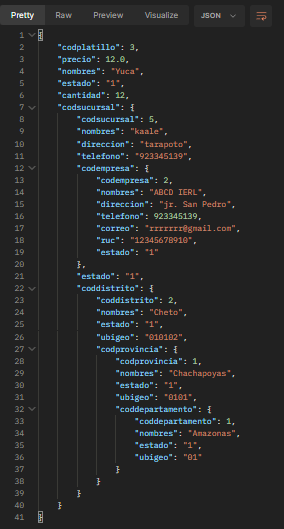 Pretty Raw Preview Visualize JSON
1 {
2 "codplatillo": 3,
3 "precio": 12.0,
4 "nombres": "Yuca",
5 "estado": "1",
6 "cantidad": 12,
7 "codsucursal": {
8 "codsucursal": 5,
9 "nombres": "kaale",
10 "direccion": "tarapoto",
11 "telefono": "923345139",
12 "codempresa": {
13 "codempresa": 2,
14 "nombres": "ABCD IERL",
15 "direccion": "jr. San Pedro",
16 "telefono": 923345139,
17 "correo": "rrrrrrr@gmail.com",
18 "ruc": "12345678910",
19 "estado": "1"
20 },
21 "estado": "1",
22 "coddistrito": {
23 "coddistrito": 2,
24 "nombres": "Cheto",
25 "estado": "1",
26 "ubigeo": "010102",
27 "codprovincia": {
28 "codprovincia": 1,
29 "nombres": "Chachapoyas",
30 "estado": "1",
31 "ubigeo": "0101",
32 "coddepartamento": {
33 "coddepartamento": 1,
34 "nombres": "Amazonas",
35 "estado": "1",
36 "ubigeo": "01"
37 }
38 }
39 }
40 }
41 }